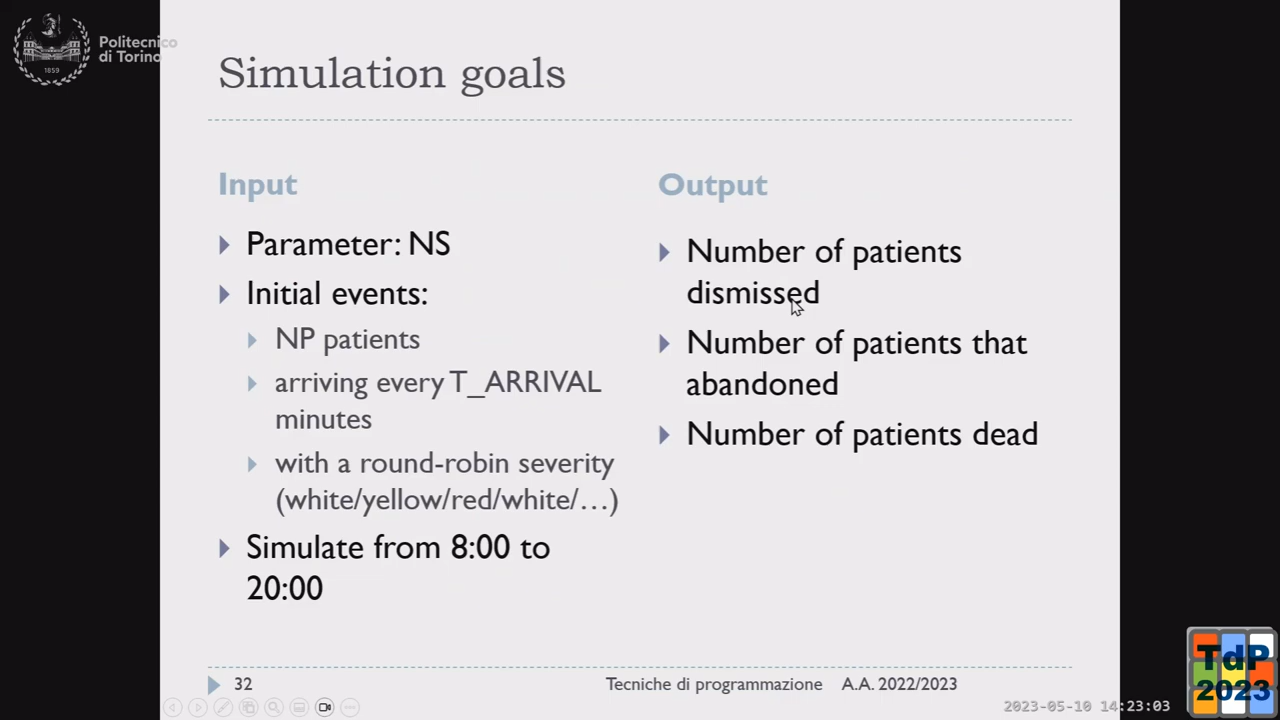 Politecnico
di Torino
1859
Simulation goals
Input
Parameter: NS
Initial events:
NP patients
arriving every T_ARRIVAL
minutes
with a round-robin severity
(white/yellow/red/white/…)
Simulate from 8:00 to
20:00
Output
Number of patients
dismissed
Number of patients that
abandoned
Number of patients dead
32
Tecniche di programmazione A.A. 2022/2023
2023-05-10 14:23:03
TdP
2023